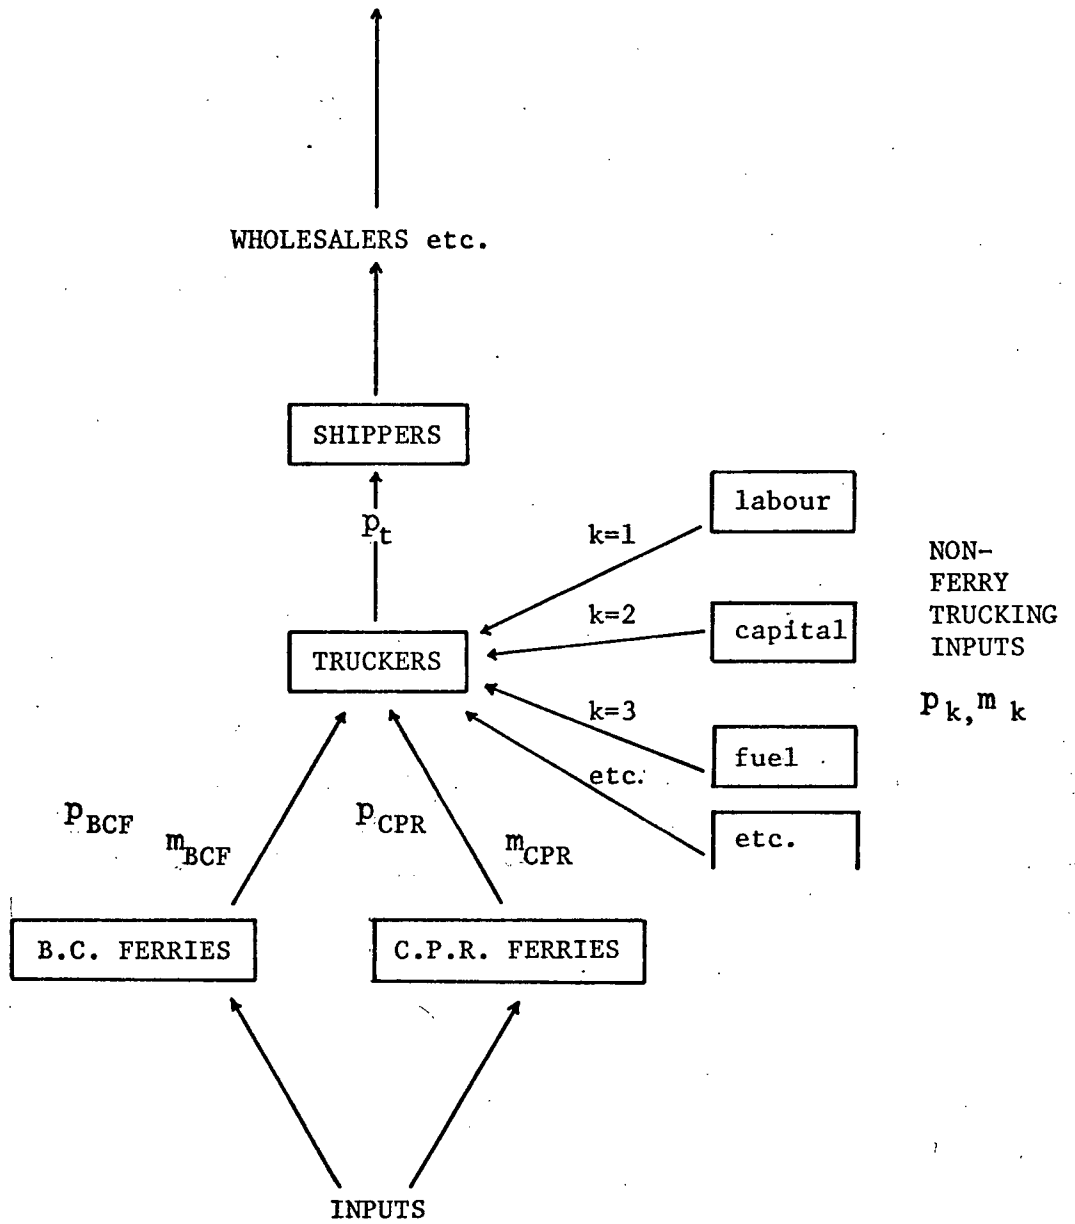 WHOLESALERS etc.
SHIPPERS
p_t
TRUCKERS
k=1
k=2
k=3
etc.
labour
capital
fuel
etc.
NON-
FERRY
TRUCKING
INPUTS
p_k, m_k
p_BCF
m_BCF
p_CPR
m_CPR
B.C. FERRIES
C.P.R. FERRIES
INPUTS